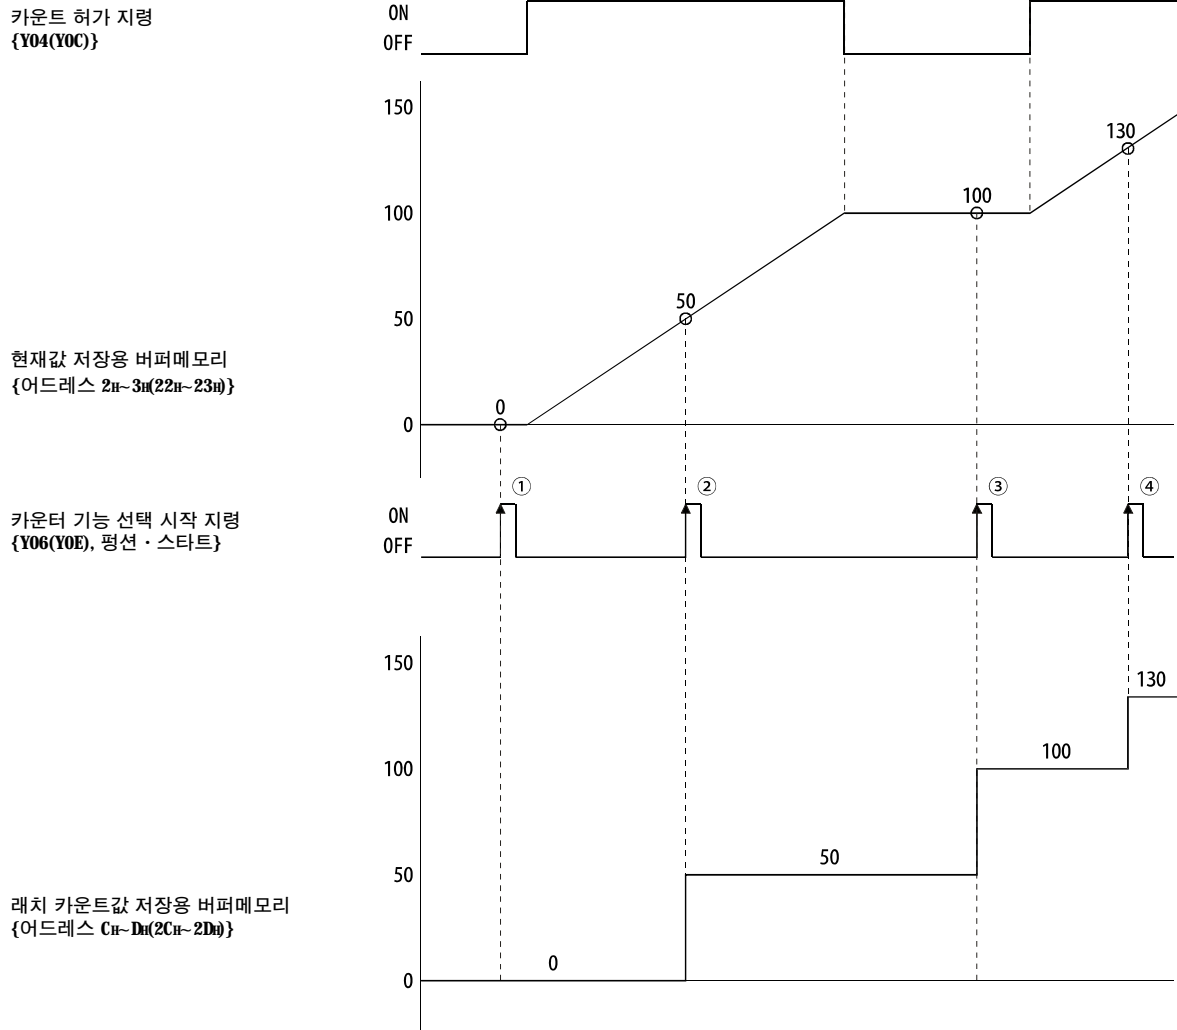 카운트 허가 지령
{Y04(Y0C)}
ON
OFF
150
130
100
100
50
50
현재값 저장용 버퍼메모리
{어드레스 2H~3H(22H~23H)}
0
0
① ② ③ ④
카운터 기능 선택 시작 지령
{Y06(Y0E), 펑션 · 스타트}
ON
OFF
150
130
100
100
50
50
래치 카운트값 저장용 버퍼메모리
{어드레스 CH~DH(2CH~2DH)}
0
0